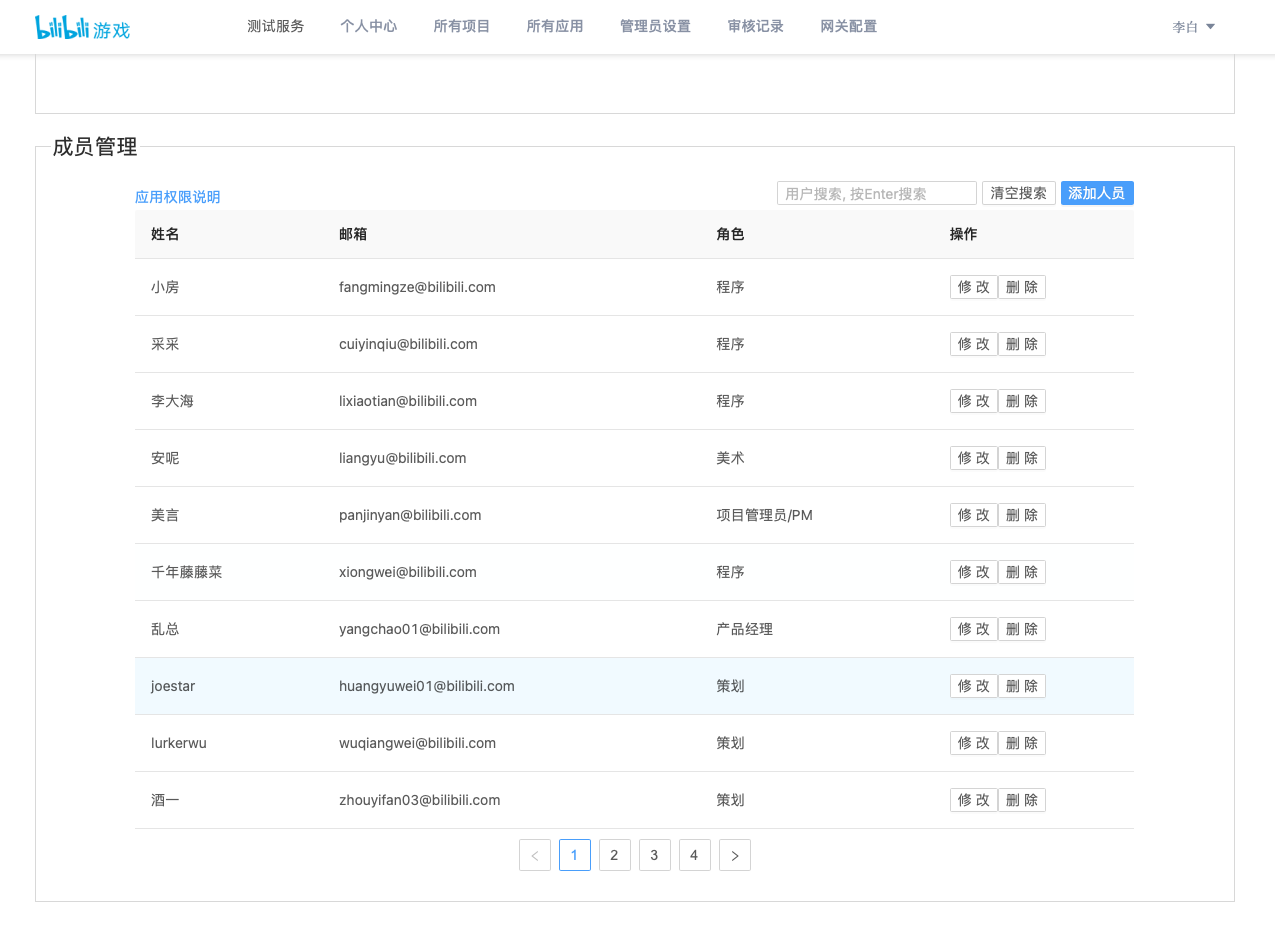 bilibili 游戏 测试服务 个人中心 所有项目 所有应用 管理员设置 审核记录 网关配置 李白
成员管理
应用权限说明 用户搜索, 按Enter搜索 清空搜索 添加人员
姓名 邮箱 角色 操作
小房 fangmingze@bilibili.com 程序 修 改 删 除
采采 cuiyinqiu@bilibili.com 程序 修 改 删 除
李大海 lixiaotian@bilibili.com 程序 修 改 删 除
安呢 liangyu@bilibili.com 美术 修 改 删 除
美言 panjinyan@bilibili.com 项目管理员/PM 修 改 删 除
千年藤藤菜 xiongwei@bilibili.com 程序 修 改 删 除
乱总 yangchao01@bilibili.com 产品经理 修 改 删 除
joestar huangyuwei01@bilibili.com 策划 修 改 删 除
lurkerwu wuqiangwei@bilibili.com 策划 修 改 删 除
酒一 zhouyifan03@bilibili.com 策划 修 改 删 除
< 1 2 3 4 >